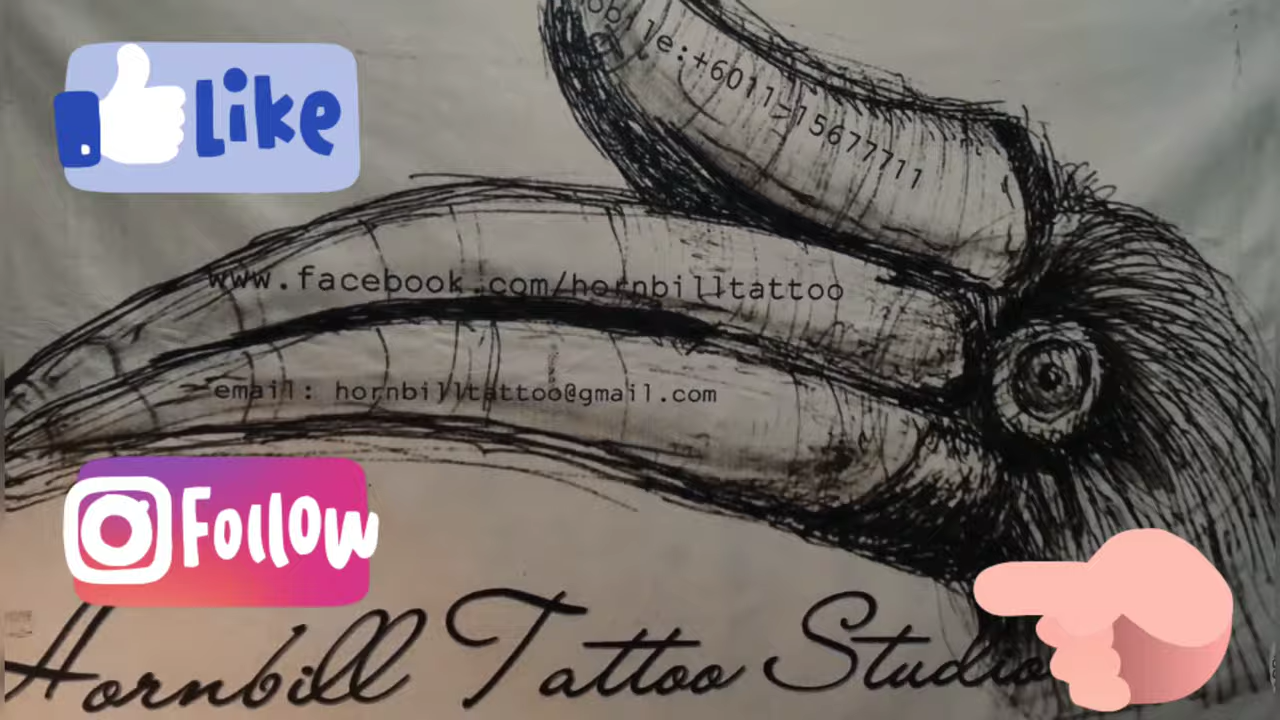 Mobile:+6011-15677711
Like
www.facebook.com/hornbilltattoo
email: hornbilltattoo@gmail.com
Follow
Hornbill Tattoo Studio